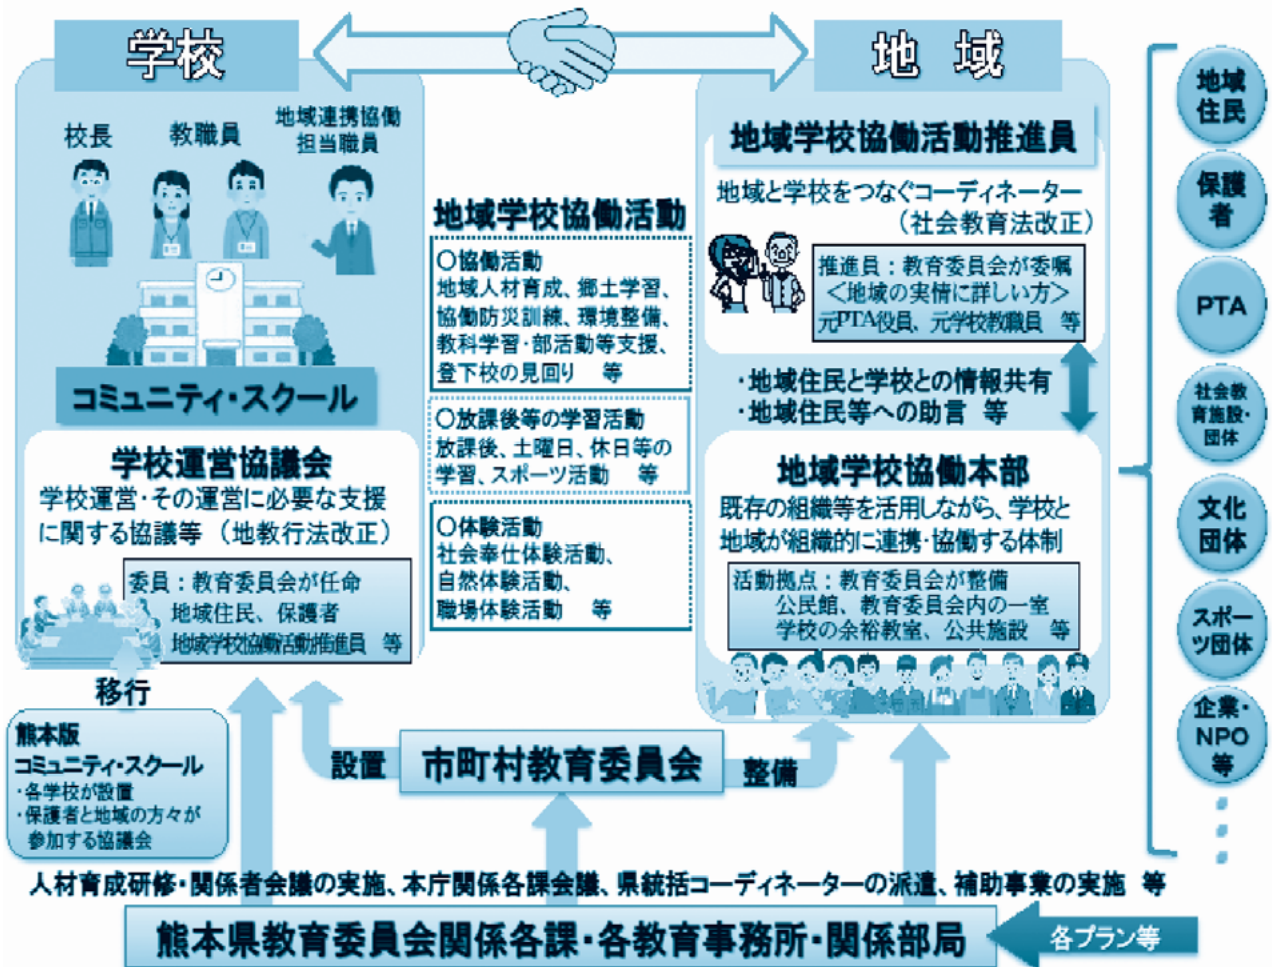 学校
地域
校長
教職員
地域連携協働
担当職員
コミュニティ・スクール
学校運営協議会
学校運営・その運営に必要な支援
に関する協議等（地教行法改正）
委員：教育委員会が任命
地域住民、保護者
地域学校協働活動推進員 等
移行
熊本版
コミュニティ・スクール
・各学校が設置
・保護者と地域の方々が
参加する協議会
地域学校協働活動
○協働活動
地域人材育成、郷土学習、
協働防災訓練、環境整備、
教科学習・部活動等支援、
登下校の見回り 等
○放課後等の学習活動
放課後、土曜日、休日等の
学習、スポーツ活動 等
○体験活動
社会奉仕体験活動、
自然体験活動、
職場体験活動 等
地域学校協働活動推進員
地域と学校をつなぐコーディネーター
（社会教育法改正）
推進員：教育委員会が委嘱
＜地域の実情に詳しい方＞
元PTA役員、元学校教職員 等
・地域住民と学校との情報共有
・地域住民等への助言 等
地域学校協働本部
既存の組織等を活用しながら、学校と
地域が組織的に連携・協働する体制
活動拠点：教育委員会が整備
公民館、教育委員会内の一室
学校の余裕教室、公共施設 等
地域
住民
保護
者
PTA
社会教
育施設・
団体
文化
団体
スポー
ツ団体
企業・
NPO
等
設置
市町村教育委員会
整備
人材育成研修・関係者会議の実施、本庁関係各課会議、県統括コーディネーターの派遣、補助事業の実施 等
熊本県教育委員会関係各課・各教育事務所・関係部局
各プラン等